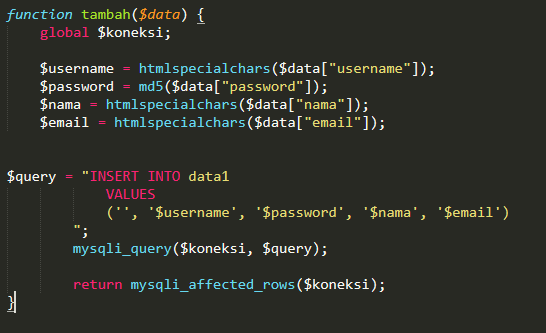 function tambah($data) {
global $koneksi;
$username = htmlspecialchars($data["username"]);
$password = md5($data["password"]);
$nama = htmlspecialchars($data["nama"]);
$email = htmlspecialchars($data["email"]);
$query = "INSERT INTO data1
VALUES
('', '$username', '$password', '$nama', '$email')
";
mysqli_query($koneksi, $query);
return mysqli_affected_rows($koneksi);
}